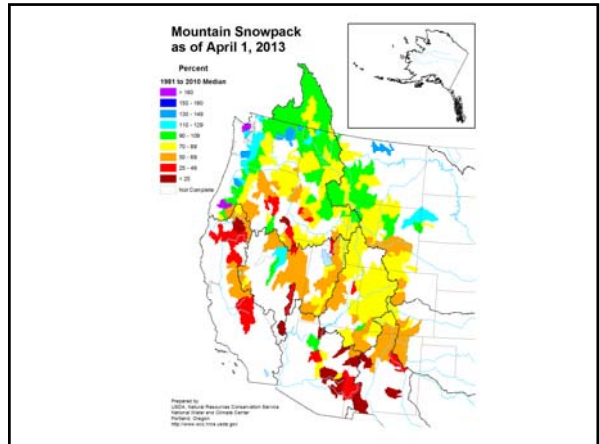 Mountain Snowpack
as of April 1, 2013
Percent
1981 to 2010 Median
> 180
150 - 180
130 - 149
110 - 129
90 - 109
70 - 89
50 - 69
25 - 49
< 25
Not Complete
Prepared by
USDA, Natural Resources Conservation Service
National Water and Climate Center
Portland, Oregon
http://www.wcc.nrcs.usda.gov